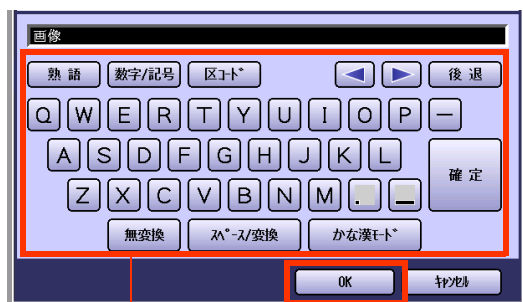 画像
熟 語 数字/記号 区ｺｰﾄﾞ 後 退
Q W E R T Y U I O P ー
A S D F G H J K L
確 定
Z X C V B N M . _
無変換 ｽﾍﾟｰｽ/変換 かな漢ﾓｰﾄﾞ
OK ｷｬﾝｾﾙ